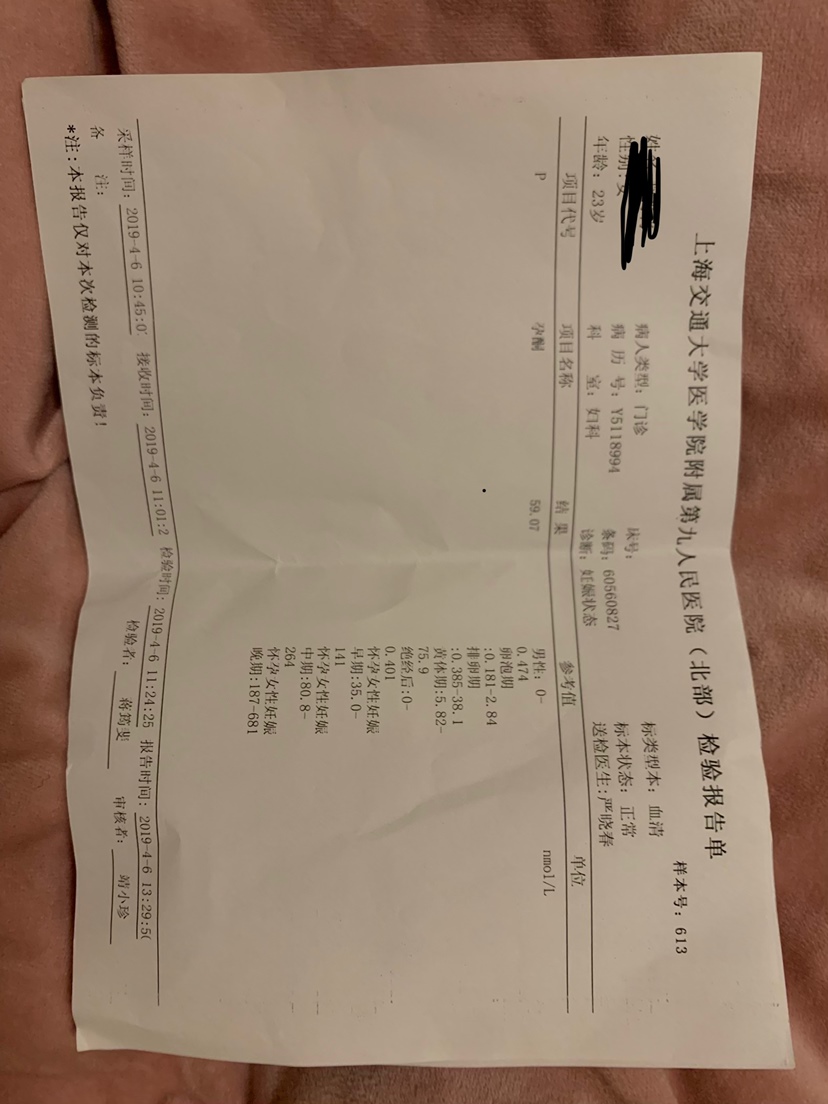 上海交通大学医学院附属第九人民医院(北部)检验报告单
样本号: 613
病人类型: 门诊 床号: 标类型本: 血清
性别: 病 历 号: Y5118994 条码: 60560827 标本状态: 正常
年龄: 23岁 科 室: 妇科 诊断: 妊娠状态 送检医生:严晓春
项目代号 项目名称 结果 参考值 单位
P 孕酮 59.07 男性: 0- nmol/L
0.474
卵泡期
:0.181-2.84
排卵期
:0.385-38.1
黄体期:5.82-
75.9
绝经后:0-
0.401
怀孕女性妊娠
早期:35.0-
141
怀孕女性妊娠
中期:80.8-
264
怀孕女性妊娠
晚期:187-681
采样时间: 2019-4-6 10:45:0 接收时间: 2019-4-6 11:01:2 检验时间: 2019-4-6 11:24:25 报告时间: 2019-4-6 13:29:5
备 注: 检验者: 蒋筠斐 审核者: 靖小珍
*注:本报告仅对本次检测的标本负责!